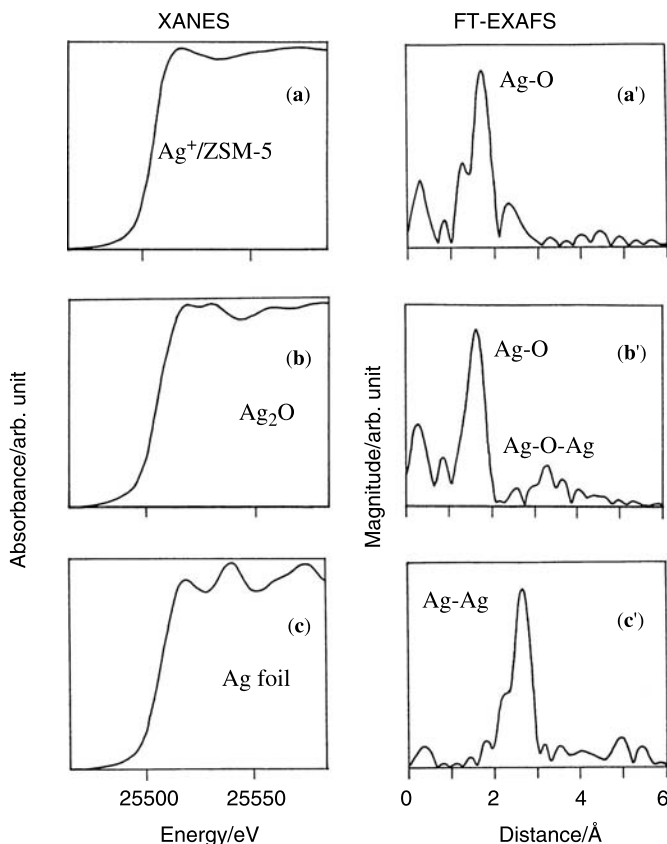 XANES
FT-EXAFS
(a)
Ag⁺/ZSM-5
Ag-O
(a')
(b)
Ag₂O
Ag-O
(b')
Ag-O-Ag
Absorbance/arb. unit
Magnitude/arb. unit
(c)
Ag foil
Ag-Ag
(c')
25500 25550
Energy/eV
0 2 4 6
Distance/Å